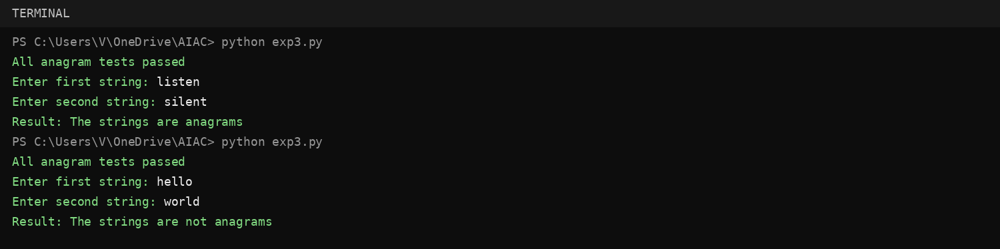 TERMINAL
PS C:\Users\V\OneDrive\AIAC> python exp3.py
All anagram tests passed
Enter first string: listen
Enter second string: silent
Result: The strings are anagrams
PS C:\Users\V\OneDrive\AIAC> python exp3.py
All anagram tests passed
Enter first string: hello
Enter second string: world
Result: The strings are not anagrams